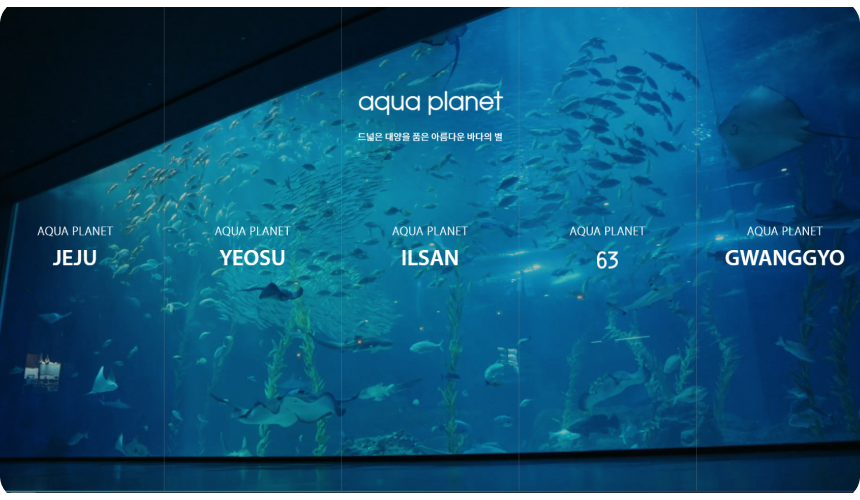 aqua planet
드넓은 대양을 품은 아름다운 바다의 별
AQUA PLANET
JEJU
AQUA PLANET
YEOSU
AQUA PLANET
ILSAN
AQUA PLANET
63
AQUA PLANET
GWANGGYO